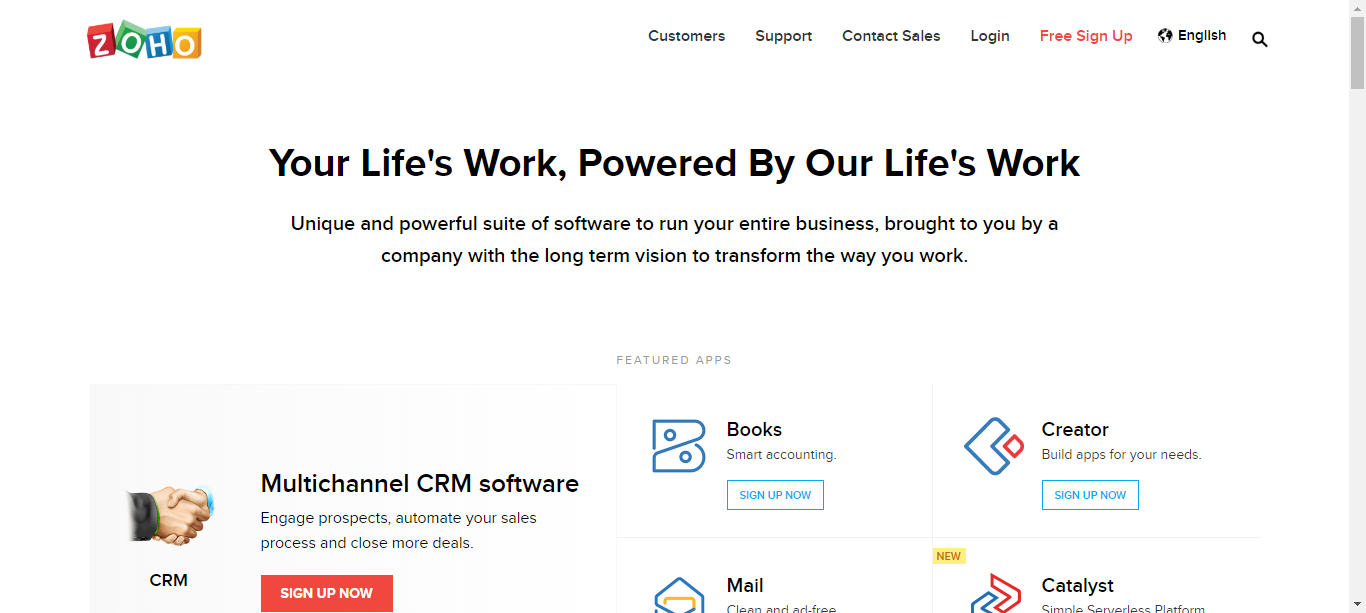 ZOHO
Customers
Support
Contact Sales
Login
Free Sign Up
English
Your Life's Work, Powered By Our Life's Work
Unique and powerful suite of software to run your entire business, brought to you by a
company with the long term vision to transform the way you work.
FEATURED APPS
CRM
Multichannel CRM software
Engage prospects, automate your sales
process and close more deals.
SIGN UP NOW
Books
Smart accounting.
SIGN UP NOW
Creator
Build apps for your needs.
SIGN UP NOW
Mail
Clean and ad-free
NEW
Catalyst
Simple Serverless Platform